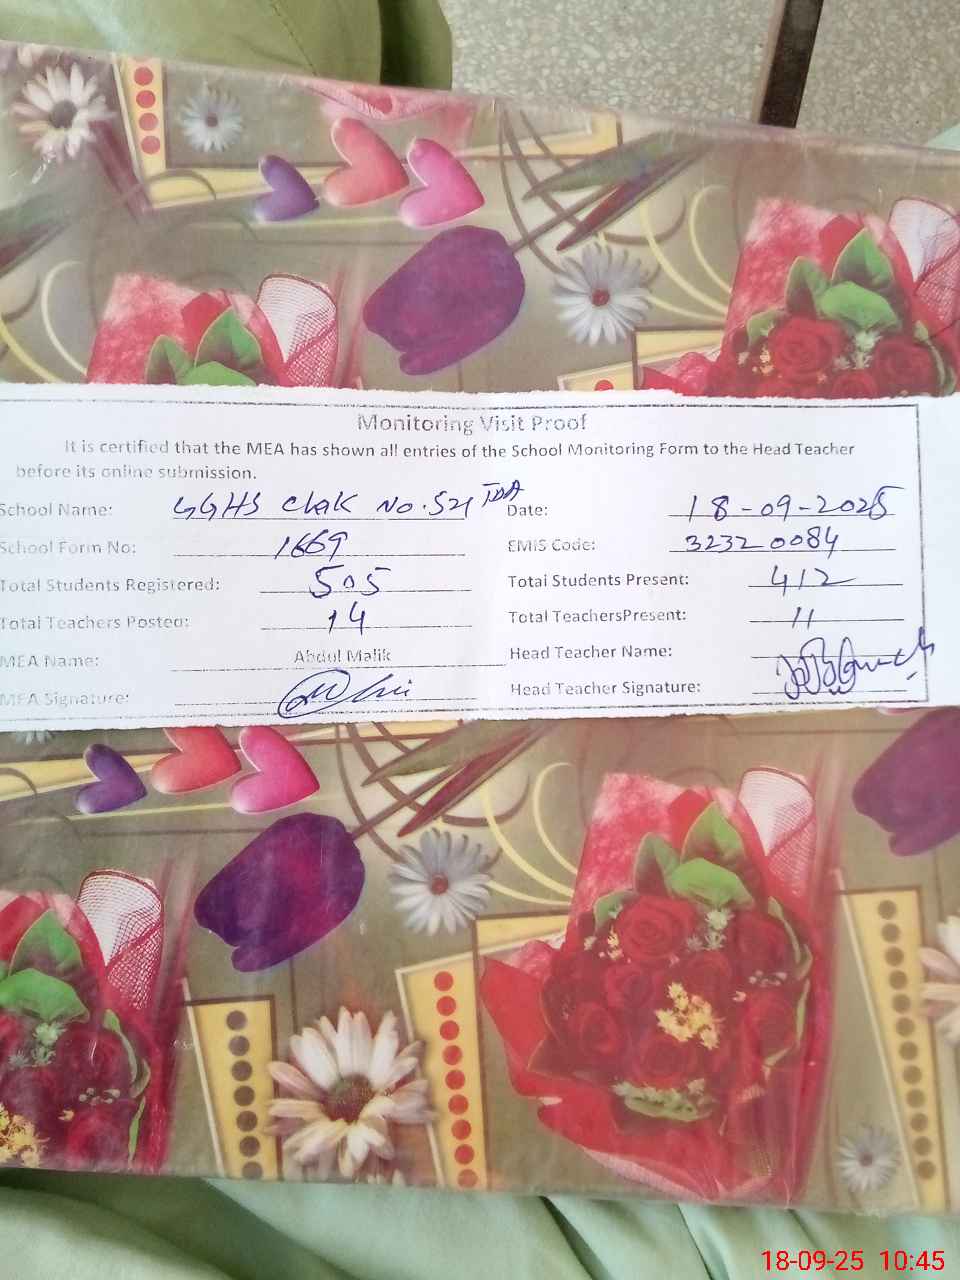 Monitoring Visit Proof
It is certified that the MEA has shown all entries of the School Monitoring Form to the Head Teacher
before its online submission.
School Name: GGHS Chak No. 521 TDA Date: 18-09-2025
School Form No: 1669 EMIS Code: 32320084
Total Students Registered: 505 Total Students Present: 412
Total Teachers Posted: 14 Total TeachersPresent: 11
MEA Name: Abdul Malik Head Teacher Name:
MEA Signature: Head Teacher Signature:
18-09-25 10:45